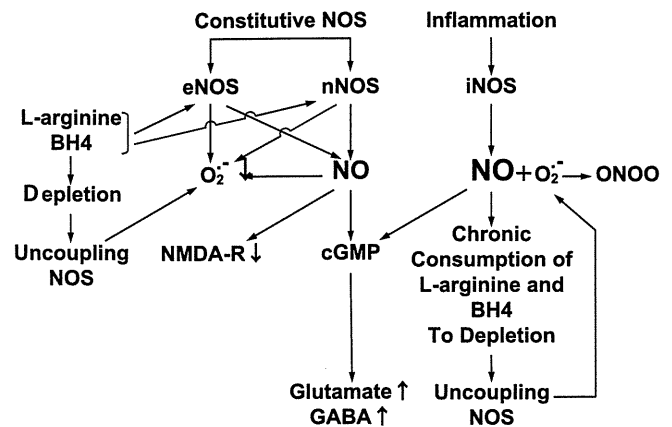 Constitutive NOS
Inflammation
eNOS
nNOS
iNOS
L-arginine
BH4
Depletion
O₂·⁻ ↓
NO
NO + O₂·⁻ → ONOO
Uncoupling
NOS
NMDA-R ↓
cGMP
Chronic
Consumption of
L-arginine and
BH4
To Depletion
Glutamate ↑
GABA ↑
Uncoupling
NOS